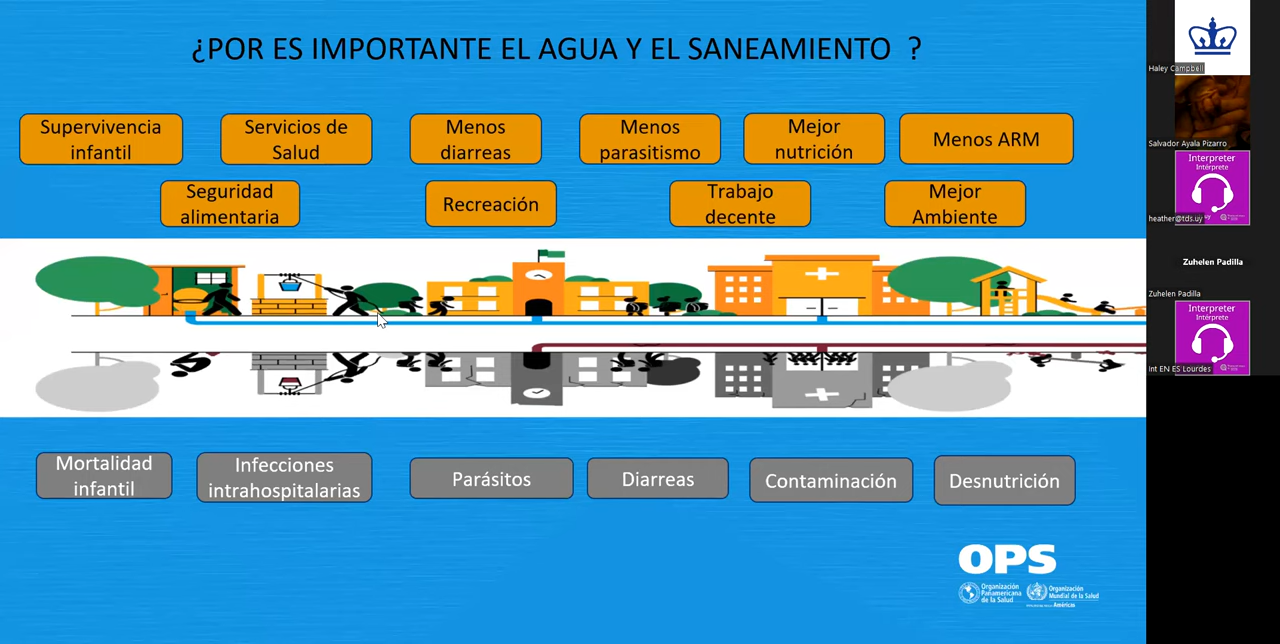 ¿POR ES IMPORTANTE EL AGUA Y EL SANEAMIENTO ?
Supervivencia
infantil
Servicios de
Salud
Menos
diarreas
Menos
parasitismo
Mejor
nutrición
Menos ARM
Seguridad
alimentaria
Recreación
Trabajo
decente
Mejor
Ambiente
Mortalidad
infantil
Infecciones
intrahospitalarias
Parásitos
Diarreas
Contaminación
Desnutrición
OPS
Organización
Panamericana
de la Salud
Organización
Mundial de la Salud
Américas
Haley Campbell
Salvador Ayala Pizarro
Interpreter
Intérprete
heather@tds.uy
Zuhelen Padilla
Zuhelen Padilla
Interpreter
Intérprete
Int EN ES Lourdes